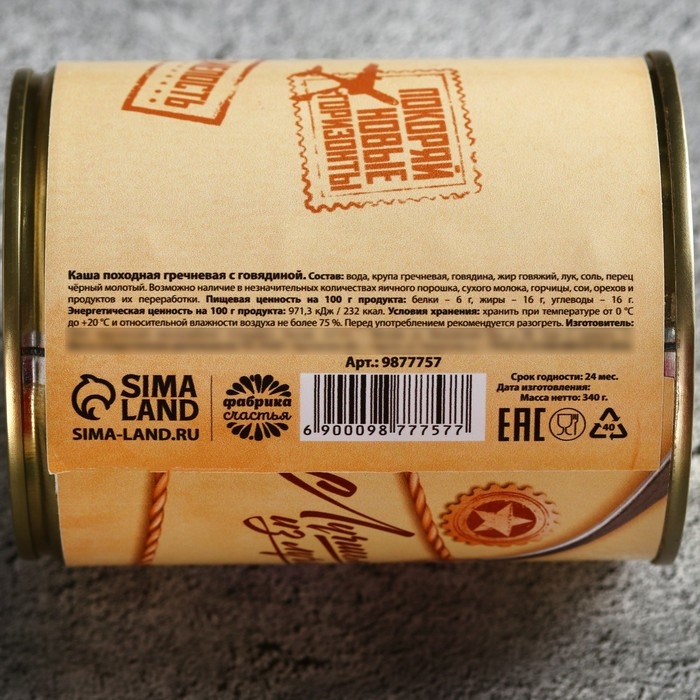 ЛОСТЬ
ПОКОРЯЙ
НОВЫЕ
ГОРИЗОНТЫ
Каша походная гречневая с говядиной. Состав: вода, крупа гречневая, говядина, жир говяжий, лук, соль, перец
чёрный молотый. Возможно наличие в незначительных количествах яичного порошка, сухого молока, горчицы, сои, орехов и
продуктов их переработки. Пищевая ценность на 100 г продукта: белки – 6 г, жиры – 16 г, углеводы – 16 г.
Энергетическая ценность на 100 г продукта: 971,3 кДж / 232 ккал. Условия хранения: хранить при температуре от 0 °С
до +20 °С и относительной влажности воздуха не более 75 %. Перед употреблением рекомендуется разогреть. Изготовитель:
Арт.: 9877757
SIMA
LAND
SIMA-LAND.RU
фабрика
счастья
6 900098 777577
Срок годности: 24 мес.
Дата изготовления:
Масса нетто: 340 г.
EAC
40
из